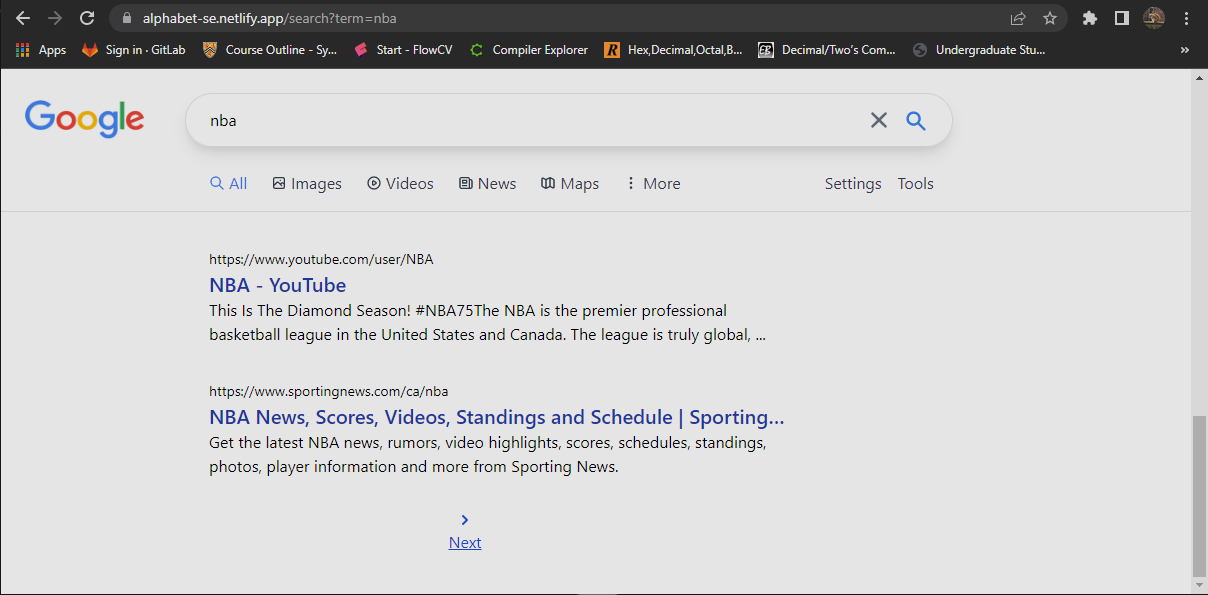 alphabet-se.netlify.app/search?term=nba
Apps Sign in · GitLab Course Outline - Sy... Start - FlowCV Compiler Explorer Hex,Decimal,Octal,B... Decimal/Two's Com... Undergraduate Stu... »
Google nba
All Images Videos News Maps More Settings Tools
https://www.youtube.com/user/NBA
NBA - YouTube
This Is The Diamond Season! #NBA75The NBA is the premier professional
basketball league in the United States and Canada. The league is truly global, ...
https://www.sportingnews.com/ca/nba
NBA News, Scores, Videos, Standings and Schedule | Sporting...
Get the latest NBA news, rumors, video highlights, scores, schedules, standings,
photos, player information and more from Sporting News.
Next